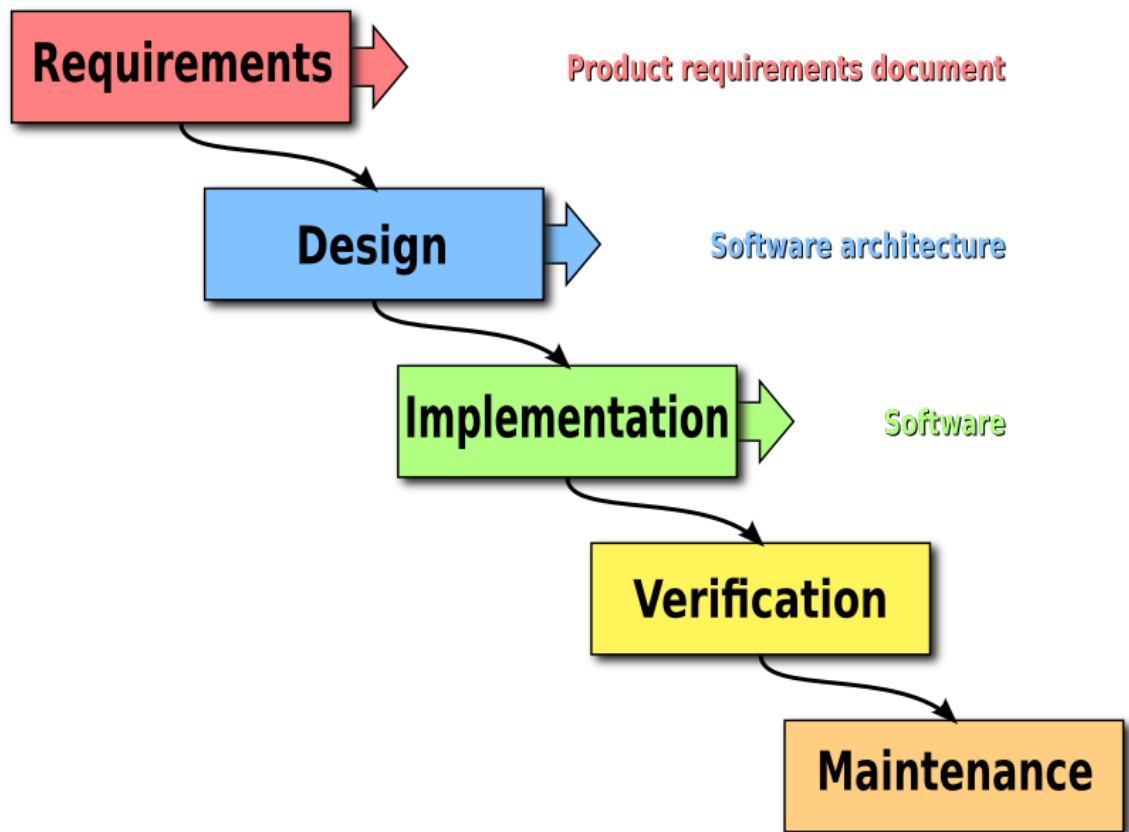 Requirements
Product requirements document
Design
Software architecture
Implementation
Software
Verification
Maintenance